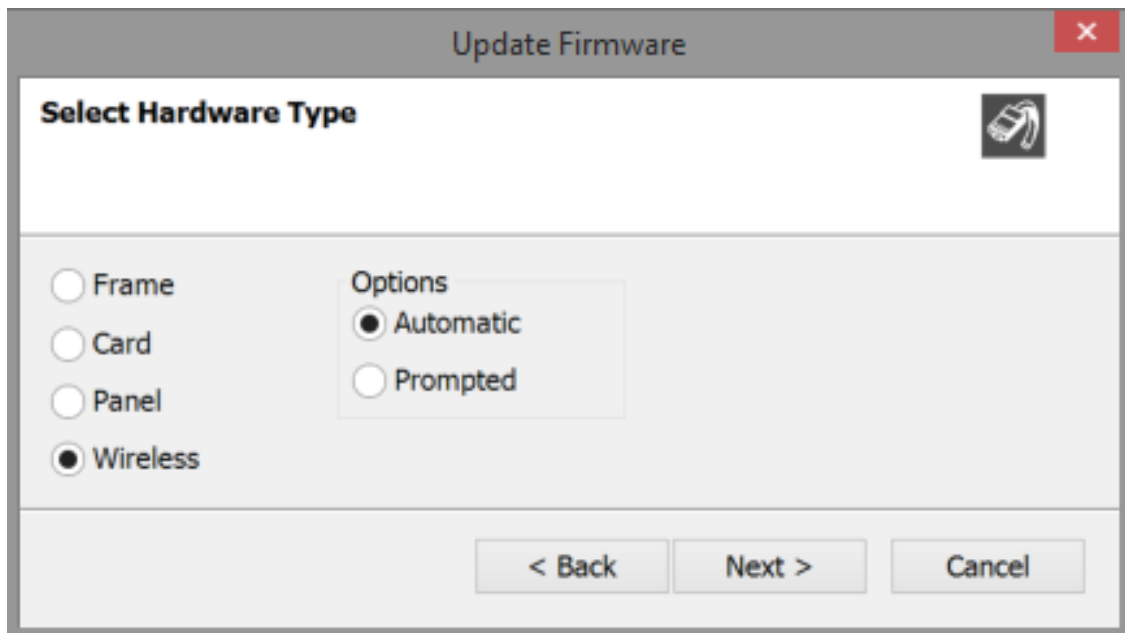 Update Firmware
Select Hardware Type
Frame
Card
Panel
Wireless
Options
Automatic
Prompted
< Back
Next >
Cancel